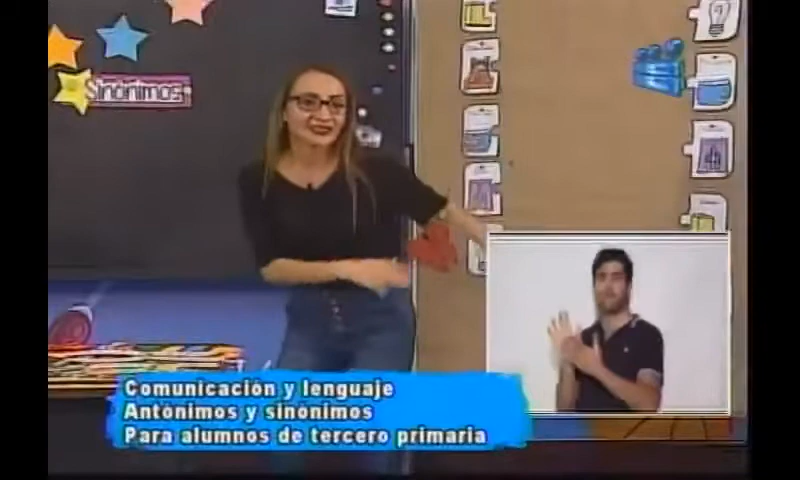 Sinónimos
Comunicación y lenguaje
Antónimos y sinónimos
Para alumnos de tercero primaria